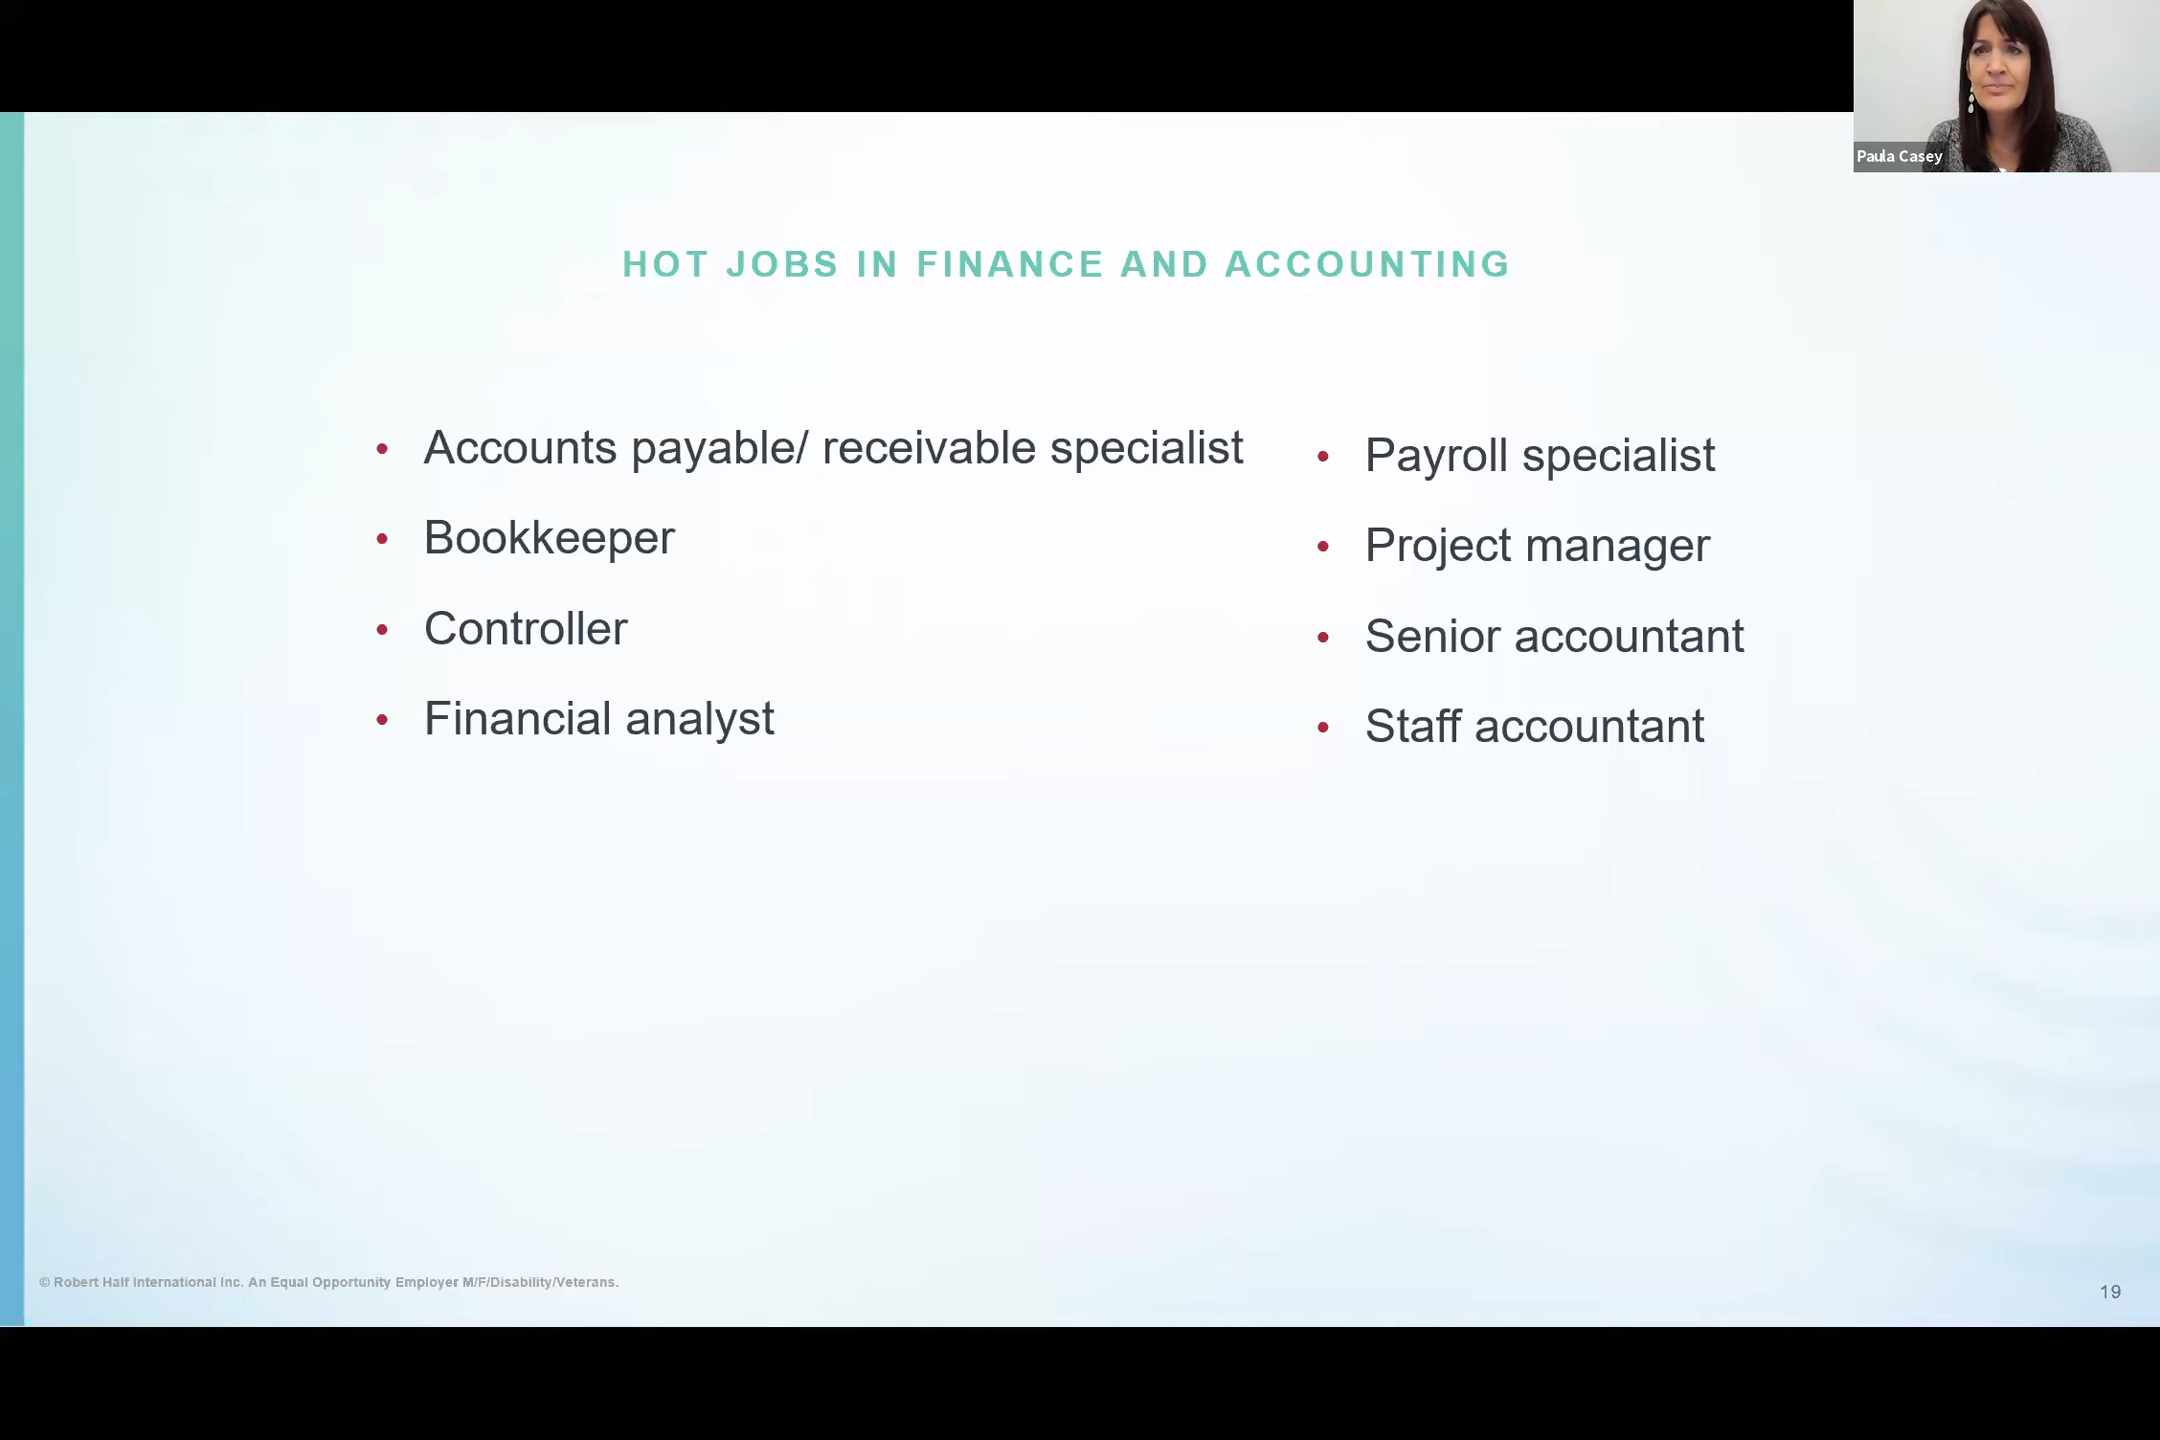 Paula Casey
HOT JOBS IN FINANCE AND ACCOUNTING
• Accounts payable/ receivable specialist
• Bookkeeper
• Controller
• Financial analyst
• Payroll specialist
• Project manager
• Senior accountant
• Staff accountant
© Robert Half International Inc. An Equal Opportunity Employer M/F/Disability/Veterans.
19